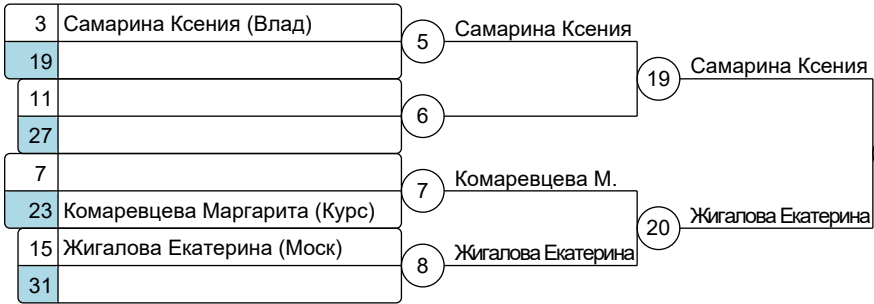 3 Самарина Ксения (Влад)
19
5 Самарина Ксения
19 Самарина Ксения
11
27
6
7
23 Комаревцева Маргарита (Курс)
7 Комаревцева М.
20 Жигалова Екатерина
15 Жигалова Екатерина (Моск)
31
8 Жигалова Екатерина